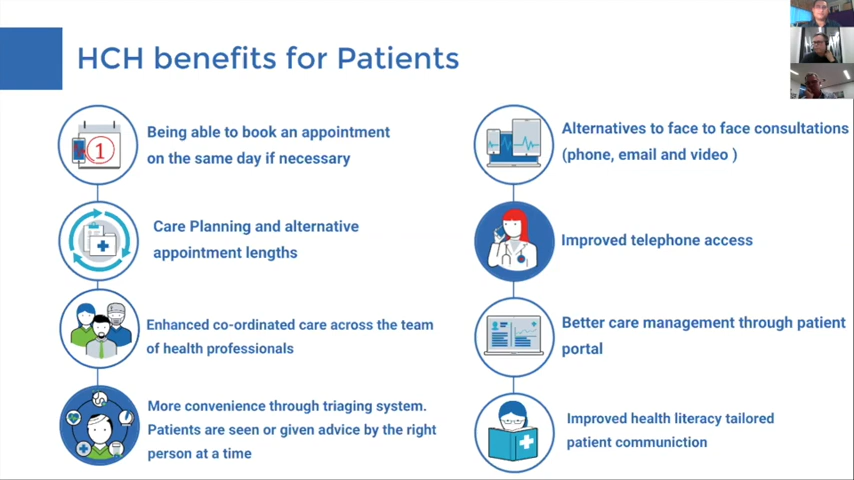 HCH benefits for Patients
1
Being able to book an appointment
on the same day if necessary
Care Planning and alternative
appointment lengths
Enhanced co-ordinated care across the team
of health professionals
More convenience through triaging system.
Patients are seen or given advice by the right
person at a time
Alternatives to face to face consultations
(phone, email and video )
Improved telephone access
Better care management through patient
portal
Improved health literacy tailored
patient communiction